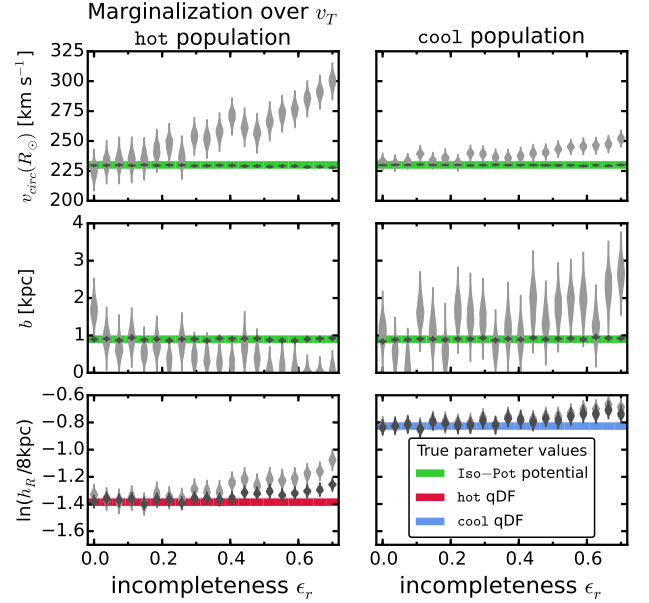 Marginalization over v_T
hot population
cool population
v_circ(R_⊙) [km s⁻¹]
325
300
275
250
225
200
b [kpc]
4
3
2
1
0
ln(h_R/8kpc)
−0.6
−0.8
−1.0
−1.2
−1.4
−1.6
True parameter values
Iso−Pot potential
hot qDF
cool qDF
0.0 0.2 0.4 0.6
0.0 0.2 0.4 0.6
incompleteness ϵ_r
incompleteness ϵ_r